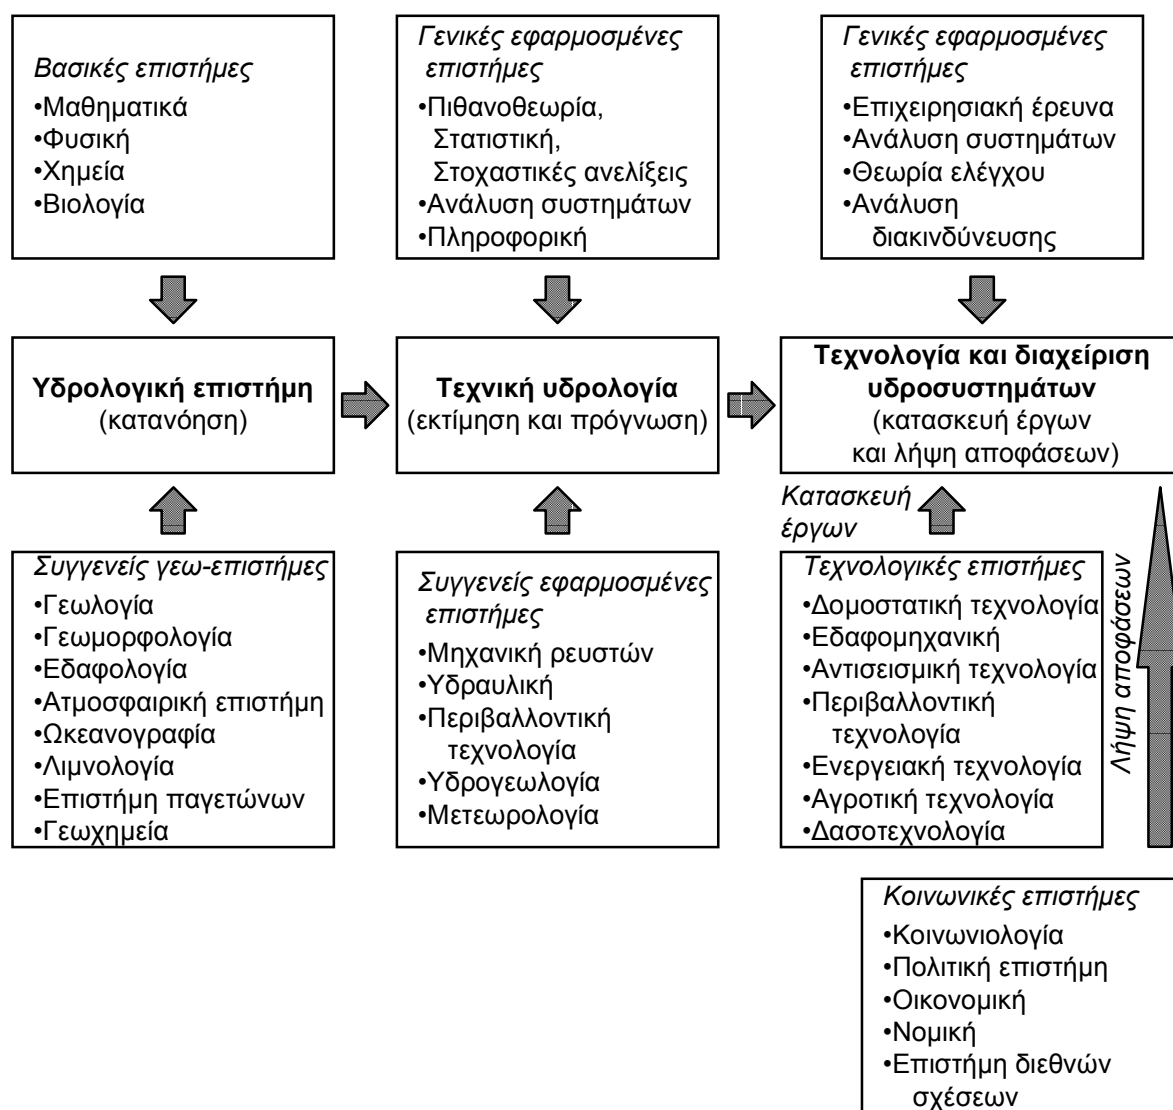 Βασικές επιστήμες
•Μαθηματικά
•Φυσική
•Χημεία
•Βιολογία
Γενικές εφαρμοσμένες
επιστήμες
•Πιθανοθεωρία,
Στατιστική,
Στοχαστικές ανελίξεις
•Ανάλυση συστημάτων
•Πληροφορική
Γενικές εφαρμοσμένες
επιστήμες
•Επιχειρησιακή έρευνα
•Ανάλυση συστημάτων
•Θεωρία ελέγχου
•Ανάλυση
διακινδύνευσης
Υδρολογική επιστήμη
(κατανόηση)
Τεχνική υδρολογία
(εκτίμηση και πρόγνωση)
Τεχνολογία και διαχείριση
υδροσυστημάτων
(κατασκευή έργων
και λήψη αποφάσεων)
Συγγενείς γεω-επιστήμες
•Γεωλογία
•Γεωμορφολογία
•Εδαφολογία
•Ατμοσφαιρική επιστήμη
•Ωκεανογραφία
•Λιμνολογία
•Επιστήμη παγετώνων
•Γεωχημεία
Συγγενείς εφαρμοσμένες
επιστήμες
•Μηχανική ρευστών
•Υδραυλική
•Περιβαλλοντική
τεχνολογία
•Υδρογεωλογία
•Μετεωρολογία
Κατασκευή
έργων
Τεχνολογικές επιστήμες
•Δομοστατική τεχνολογία
•Εδαφομηχανική
•Αντισεισμική τεχνολογία
•Περιβαλλοντική
τεχνολογία
•Ενεργειακή τεχνολογία
•Αγροτική τεχνολογία
•Δασοτεχνολογία
Λήψη αποφάσεων
Κοινωνικές επιστήμες
•Κοινωνιολογία
•Πολιτική επιστήμη
•Οικονομική
•Νομική
•Επιστήμη διεθνών
σχέσεων